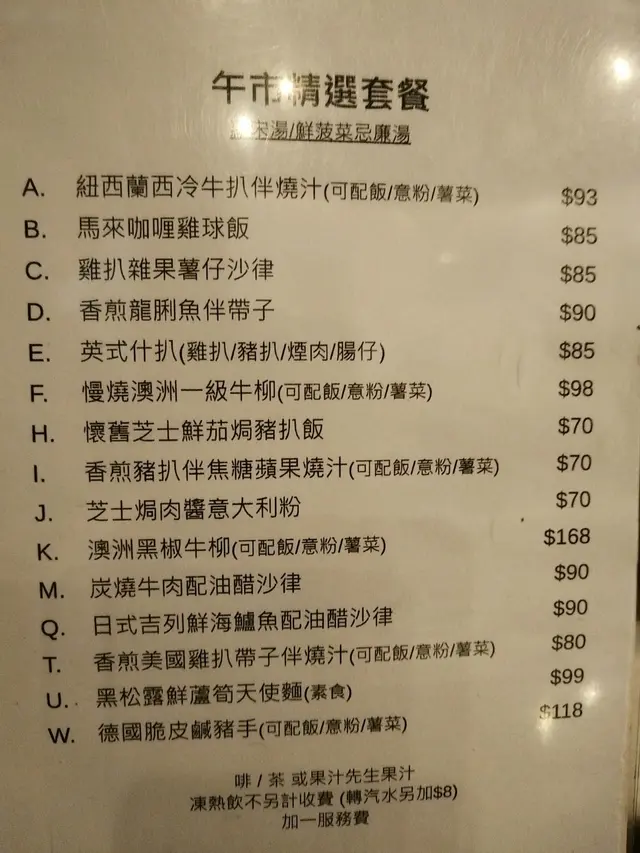 午市精選套餐
湯/鮮菠菜忌廉湯
A. 紐西蘭西冷牛扒伴燒汁(可配飯/意粉/薯菜) $93
B. 馬來咖喱雞球飯 $85
C. 雞扒雜果薯仔沙律 $85
D. 香煎龍脷魚伴帶子 $90
E. 英式什扒(雞扒/豬扒/煙肉/腸仔) $85
F. 慢燒澳洲一級牛柳(可配飯/意粉/薯菜) $98
H. 懷舊芝士鮮茄焗豬扒飯 $70
I. 香煎豬扒伴焦糖蘋果燒汁(可配飯/意粉/薯菜) $70
J. 芝士焗肉醬意大利粉 $70
K. 澳洲黑椒牛柳(可配飯/意粉/薯菜) $168
M. 炭燒牛肉配油醋沙律 $90
Q. 日式吉列鮮海鱸魚配油醋沙律 $90
T. 香煎美國雞扒帶子伴燒汁(可配飯/意粉/薯菜) $80
U. 黑松露鮮蘆筍天使麵(素食) $99
W. 德國脆皮鹹豬手(可配飯/意粉/薯菜) $118
啡 / 茶 或果汁先生果汁
凍熱飲不另計收費 (轉汽水另加$8)
加一服務費